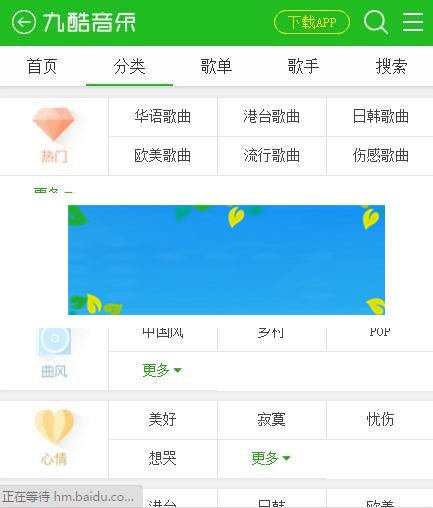 九酷音乐 下载APP
首页 分类 歌单 歌手 搜索
华语歌曲 港台歌曲 日韩歌曲
热门
欧美歌曲 流行歌曲 伤感歌曲
更多
中国风 乡村 POP
曲风 更多
美好 寂寞 忧伤
心情 想哭 更多
正在等待 hm.baidu.co...
港台 日韩 欧美